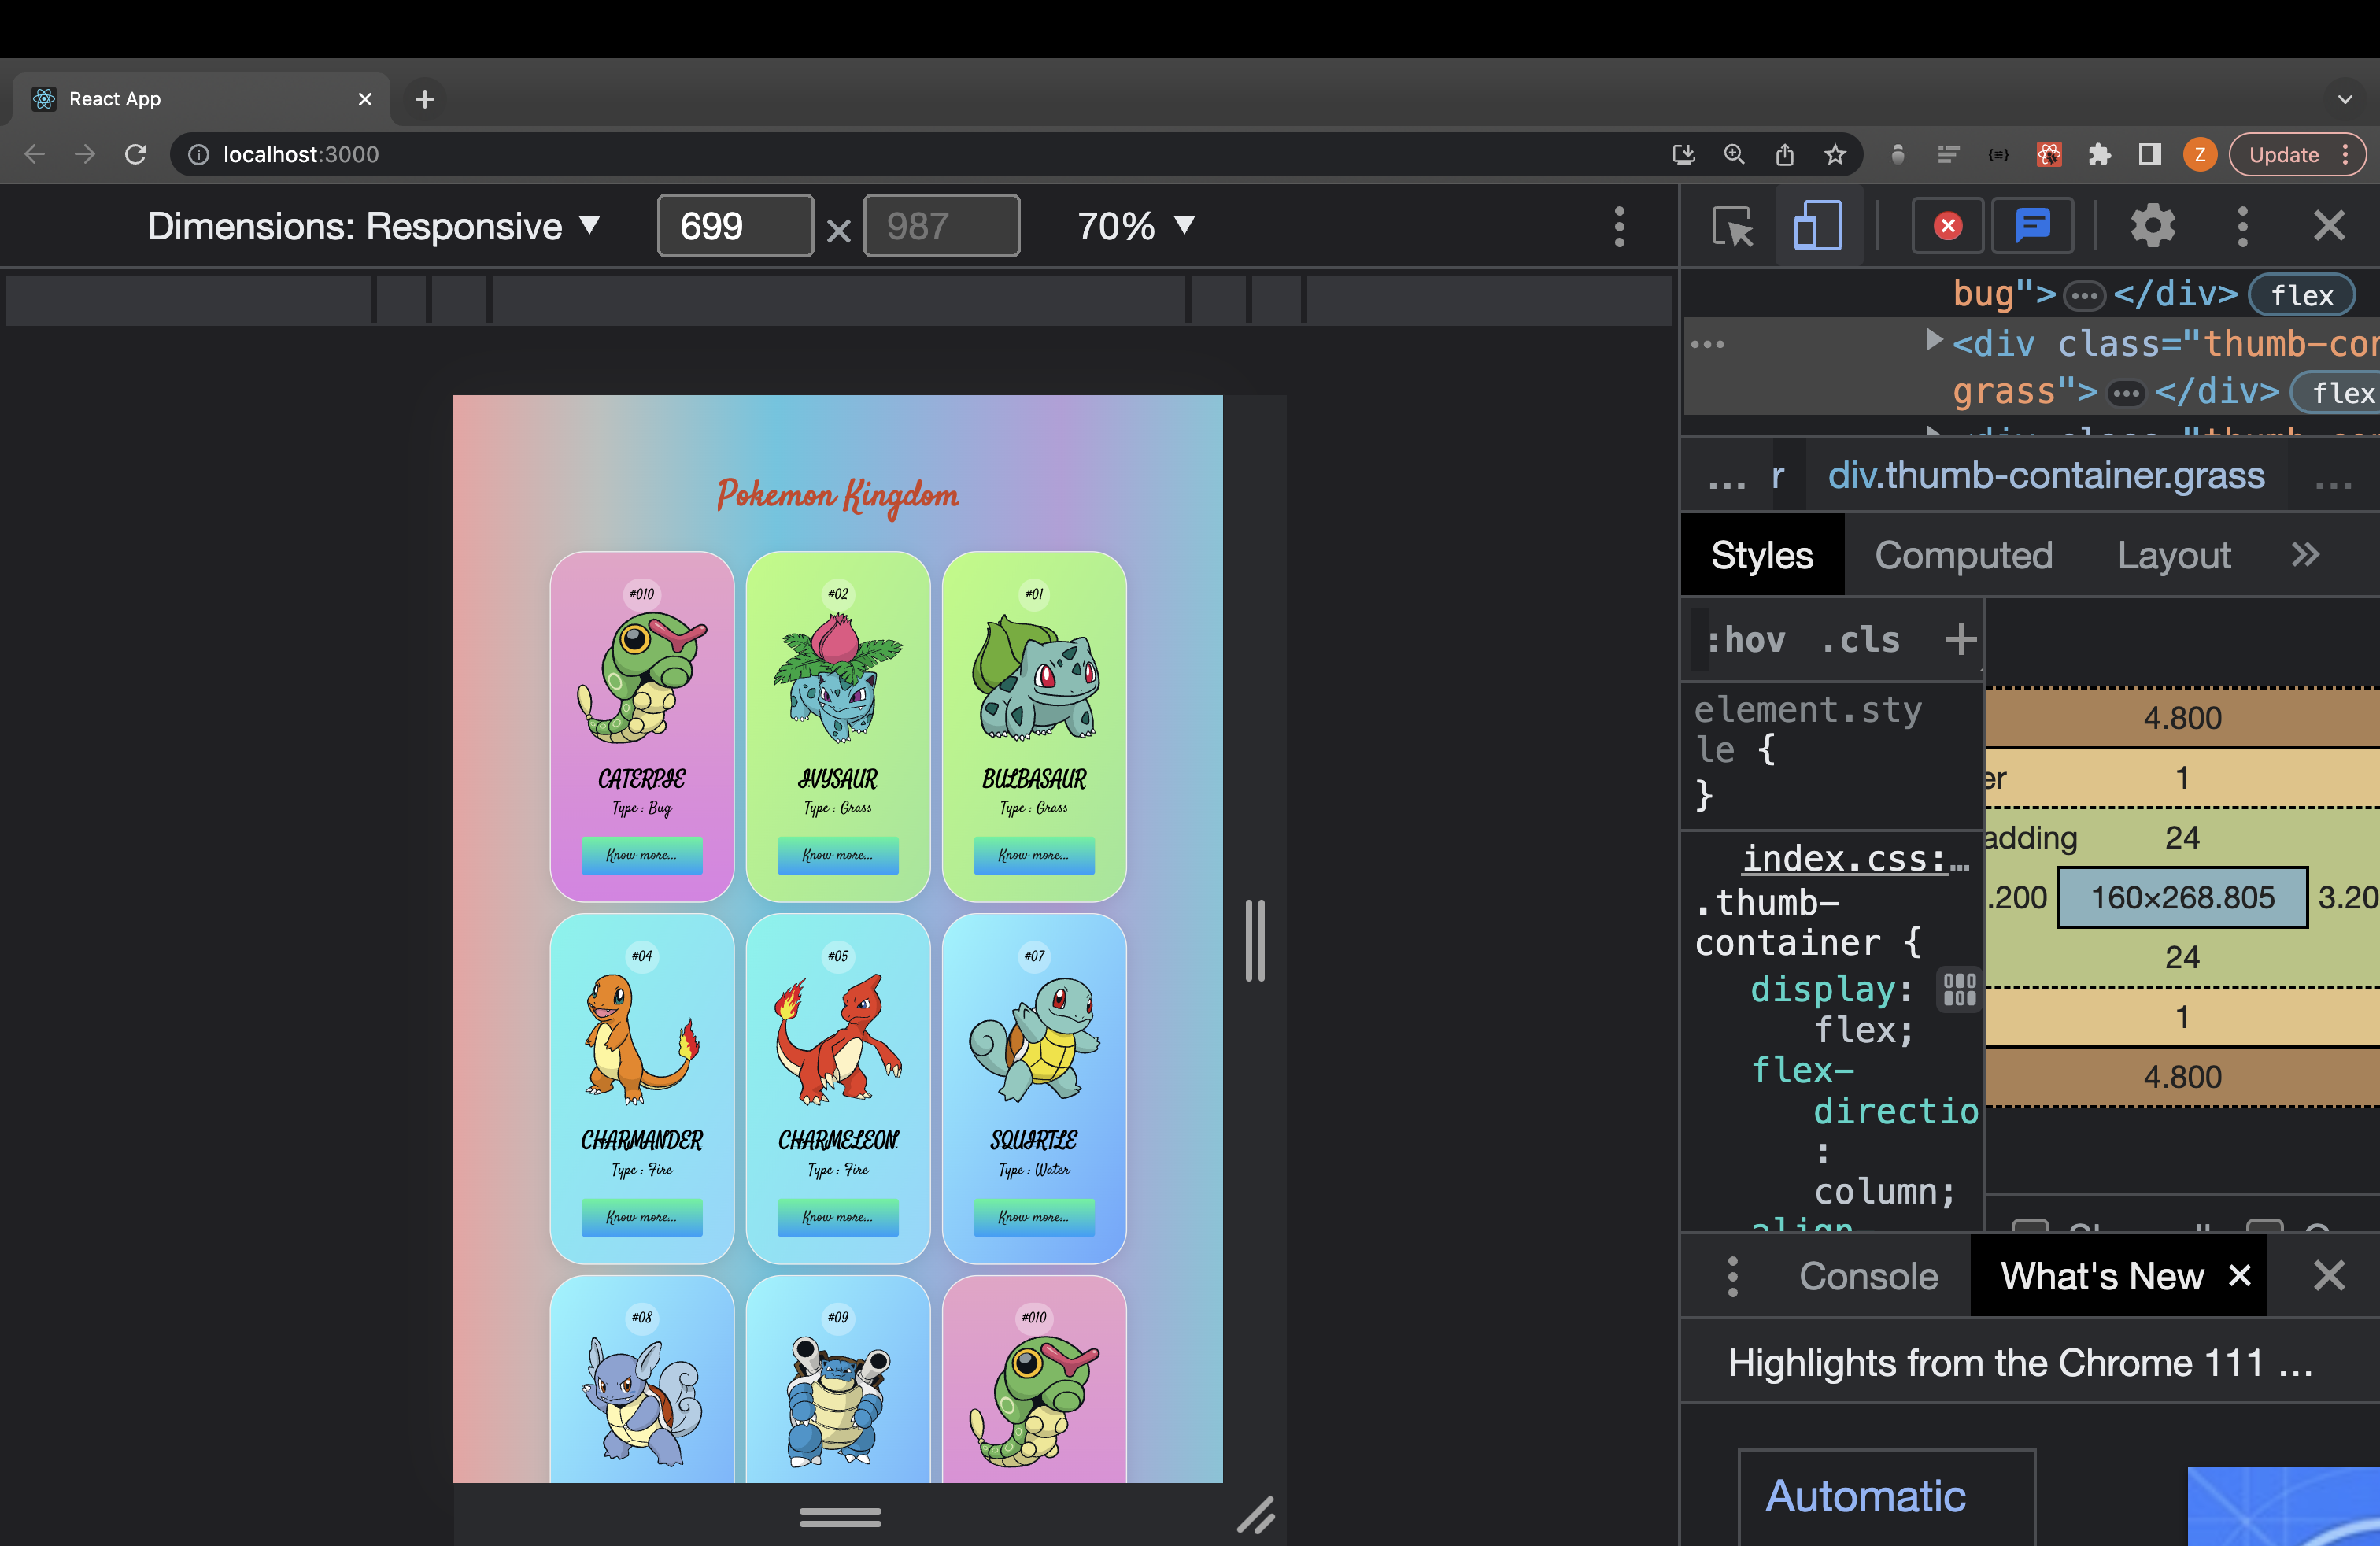 React App
localhost:3000
Z
Update
Dimensions: Responsive
699
×
987
70%
bug">
</div>
flex
<div class="thumb-con
grass">
</div>
flex
... r
div.thumb-container.grass
...
Styles
Computed
Layout
:hov
.cls
element.sty
le {
}
index.css:…
.thumb-
container {
display:
flex;
flex-
directio
:
column;
4.800
er
1
adding
24
.200
160×268.805
3.20
24
1
4.800
Console
What's New
Highlights from the Chrome 111 …
Automatic
Pokemon Kingdom
#010
CATERPIE
Type : Bug
Know more...
#02
IVYSAUR
Type : Grass
Know more...
#01
BULBASAUR
Type : Grass
Know more...
#04
CHARMANDER
Type : Fire
Know more...
#05
CHARMELEON
Type : Fire
Know more...
#07
SQUIRTLE
Type : Water
Know more...
#08
#09
#010